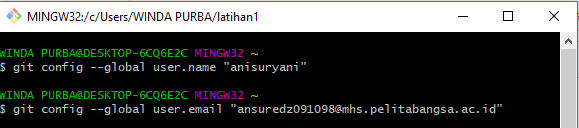 MINGW32:/c/Users/WINDA PURBA/latihan1
WINDA PURBA@DESKTOP-6CQ6E2C MINGW32 ~
$ git config --global user.name "anisuryani"
WINDA PURBA@DESKTOP-6CQ6E2C MINGW32 ~
$ git config --global user.email "ansuredz091098@mhs.pelitabangsa.ac.id"